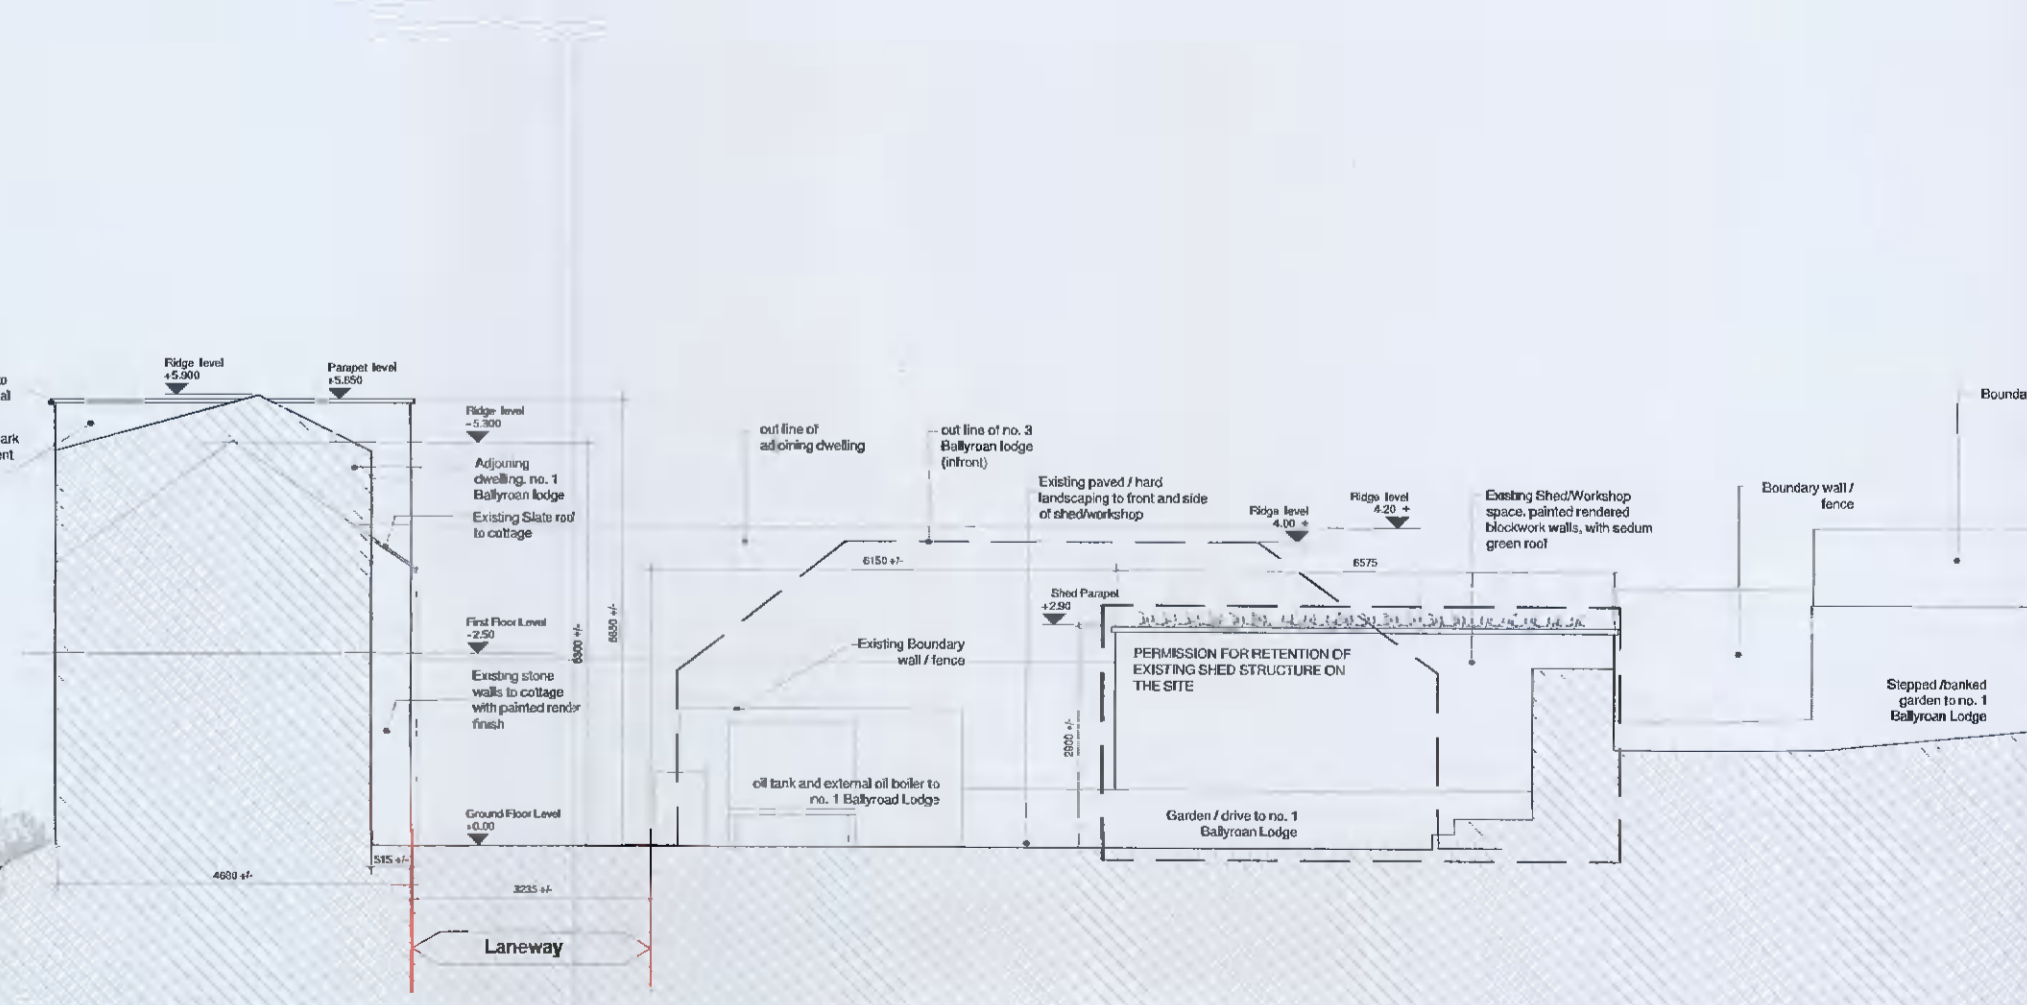 Ridge level
+5.900
Parapet level
+5.850
al
ark
ent
Ridge level
-5.300
Adjoining
dwelling. no. 1
Ballyroan lodge
Existing Slate roof
to cottage
First Floor Level
-2.50
Existing stone
walls to cottage
with painted render
finish
Ground Floor Level
+0.00
515 +/-
4680 +/-
3235 +/-
Laneway
out line of
adjoining dwelling
out line of no. 3
Ballyroan lodge
(infront)
Existing paved / hard
landscaping to front and side
of shed/workshop
Ridge level
4.00 +
Ridge level
4.20 +
Existing Shed/Workshop
space. painted rendered
blockwork walls, with sedum
green roof
Boundary wall /
fence
Bounda
6150 +/-
6575
Shed Parapet
+2.90
Existing Boundary
wall / fence
PERMISSION FOR RETENTION OF
EXISTING SHED STRUCTURE ON
THE SITE
2900 +/-
oil tank and external oil boiler to
no. 1 Ballyroad Lodge
Garden / drive to no. 1
Ballyroan Lodge
Stepped /banked
garden to no. 1
Ballyroan Lodge